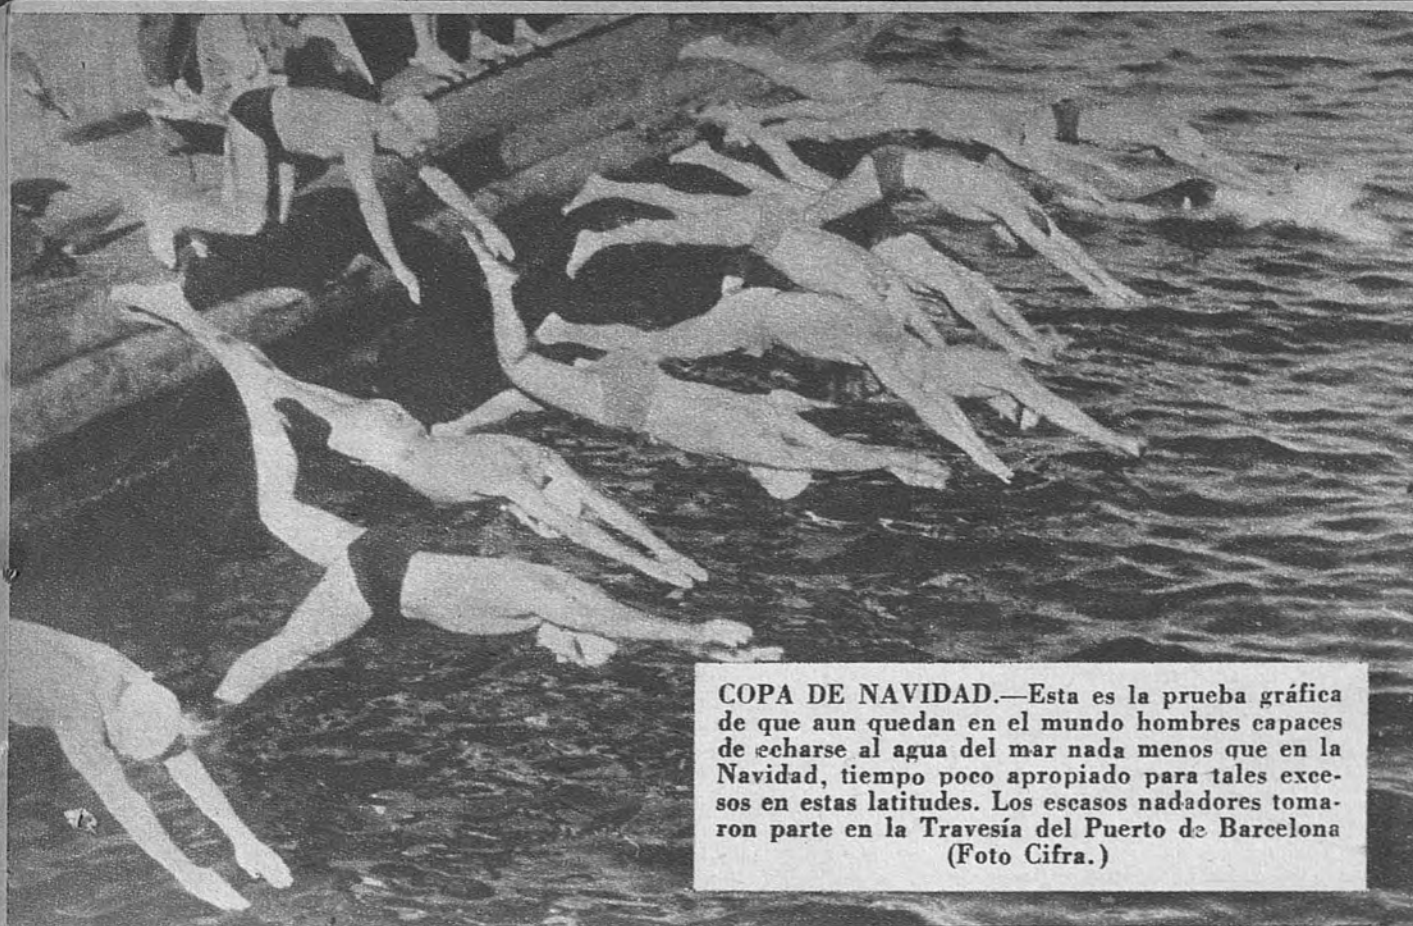 COPA DE NAVIDAD.—Esta es la prueba gráfica
de que aun quedan en el mundo hombres capaces
de echarse al agua del mar nada menos que en la
Navidad, tiempo poco apropiado para tales exce-
sos en estas latitudes. Los escasos nadadores toma-
ron parte en la Travesía del Puerto de Barcelona
(Foto Cifra.)